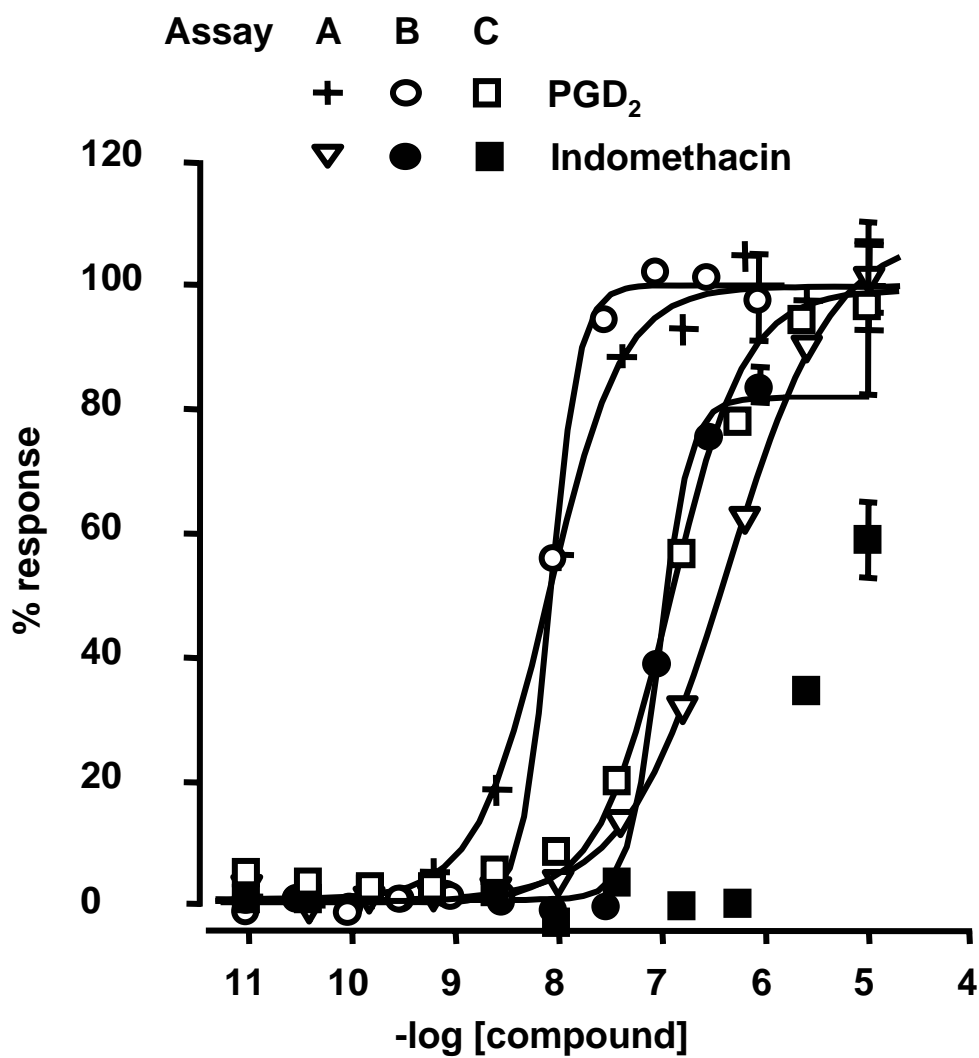 Assay A B C
PGD₂
Indomethacin
120
100
80
60
40
20
0
% response
11 10 9 8 7 6 5 4
-log [compound]